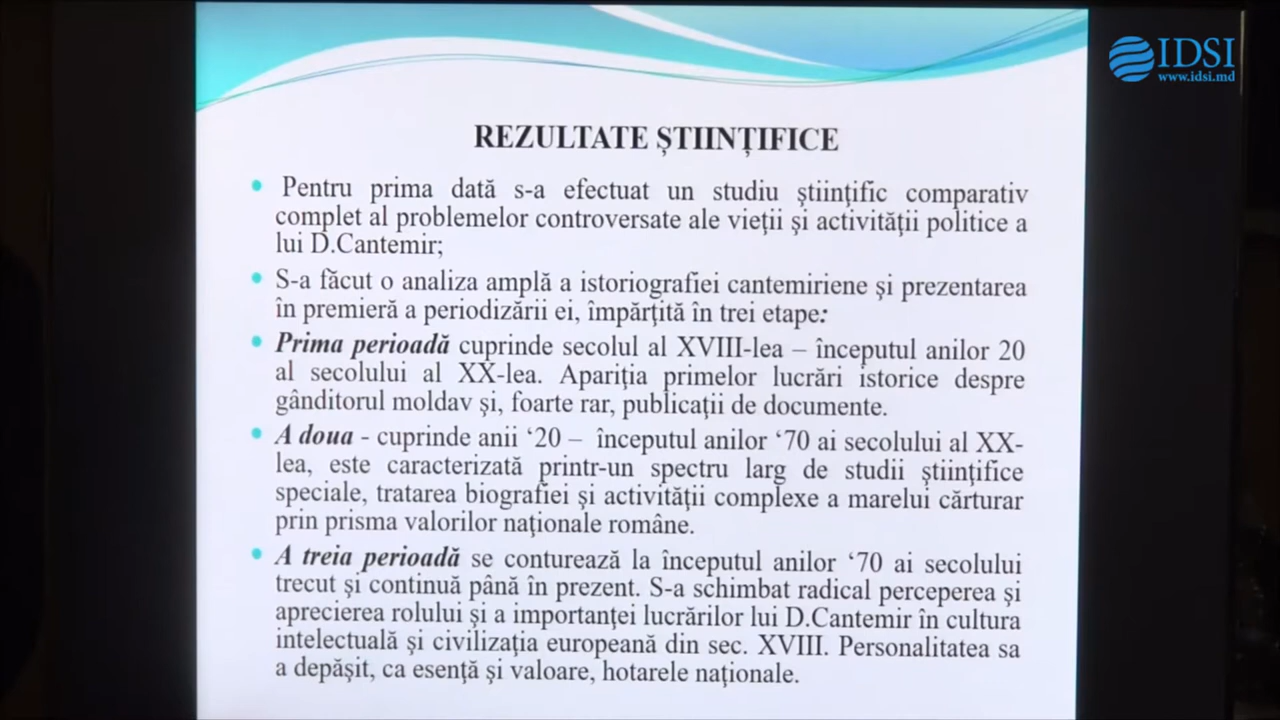 IDSI
www.idsi.md
REZULTATE ȘTIINȚIFICE
• Pentru prima dată s-a efectuat un studiu ştiinţific comparativ
complet al problemelor controversate ale vieţii şi activităţii politice a
lui D.Cantemir;
• S-a făcut o analiza amplă a istoriografiei cantemiriene şi prezentarea
în premieră a periodizării ei, împărţită în trei etape:
• Prima perioadă cuprinde secolul al XVIII-lea – începutul anilor 20
al secolului al XX-lea. Apariţia primelor lucrări istorice despre
gânditorul moldav şi, foarte rar, publicaţii de documente.
• A doua - cuprinde anii ‘20 – începutul anilor ‘70 ai secolului al XX-
lea, este caracterizată printr-un spectru larg de studii ştiinţifice
speciale, tratarea biografiei şi activităţii complexe a marelui cărturar
prin prisma valorilor naţionale române.
• A treia perioadă se conturează la începutul anilor ‘70 ai secolului
trecut şi continuă până în prezent. S-a schimbat radical perceperea şi
aprecierea rolului şi a importanţei lucrărilor lui D.Cantemir în cultura
intelectuală şi civilizaţia europeană din sec. XVIII. Personalitatea sa
a depăşit, ca esenţă şi valoare, hotarele naţionale.